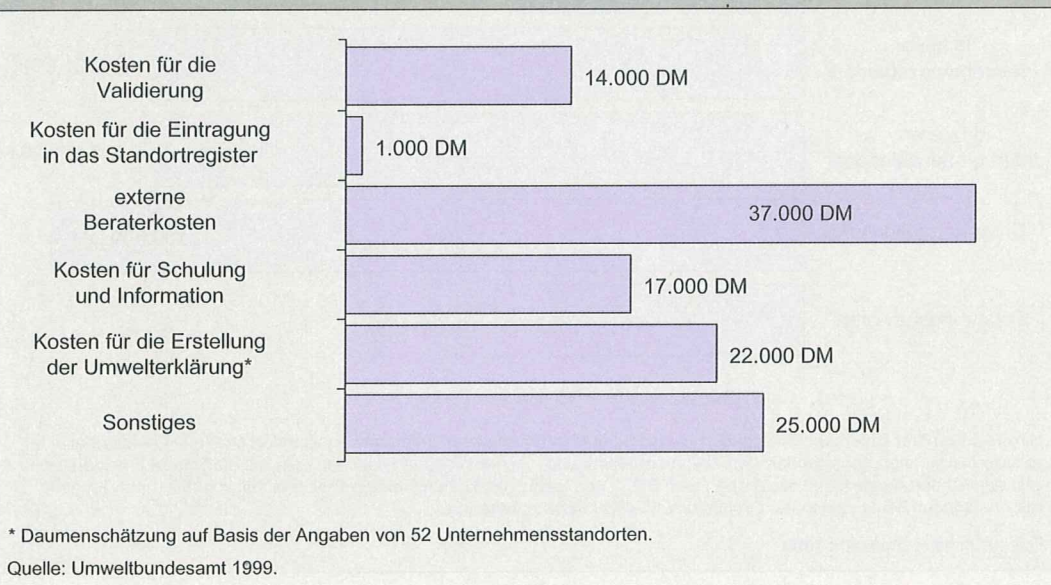 Kosten für die
Validierung
14.000 DM
Kosten für die Eintragung
in das Standortregister
1.000 DM
externe
Beraterkosten
37.000 DM
Kosten für Schulung
und Information
17.000 DM
Kosten für die Erstellung
der Umwelterklärung*
22.000 DM
Sonstiges
25.000 DM
* Daumenschätzung auf Basis der Angaben von 52 Unternehmensstandorten.
Quelle: Umweltbundesamt 1999.